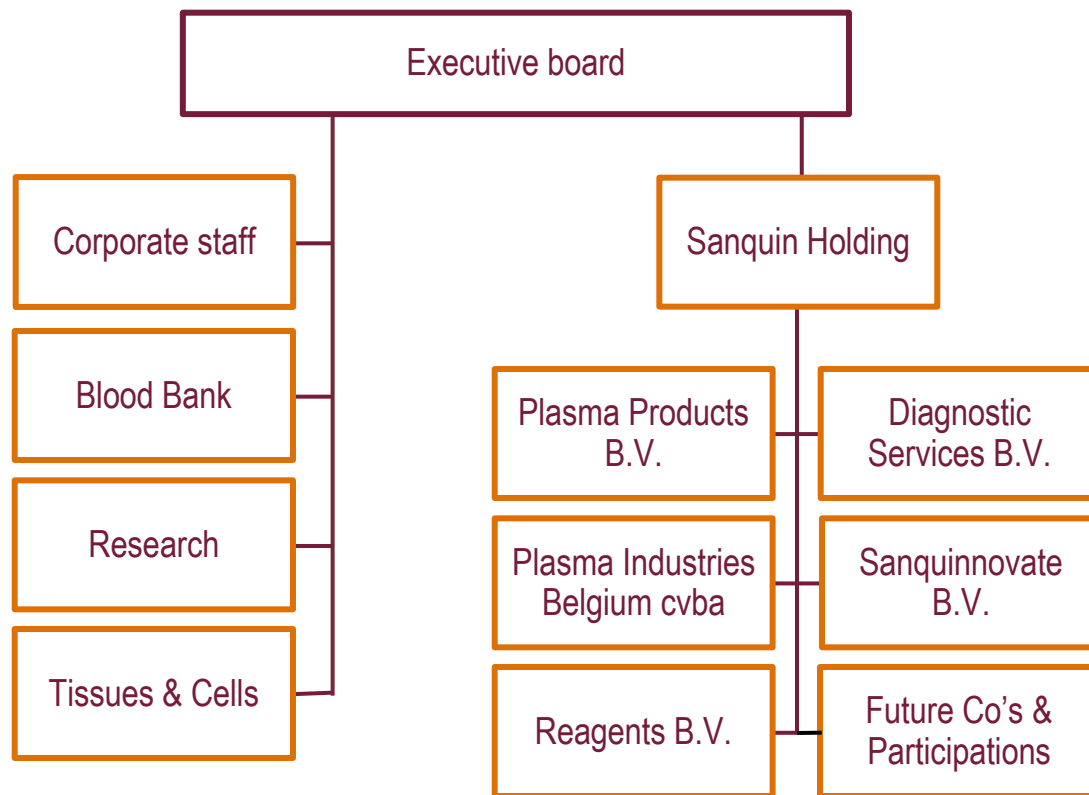 Executive board
Corporate staff
Blood Bank
Research
Tissues & Cells
Sanquin Holding
Plasma Products
B.V.
Diagnostic
Services B.V.
Plasma Industries
Belgium cvba
Sanquinnovate
B.V.
Reagents B.V.
Future Co’s &
Participations